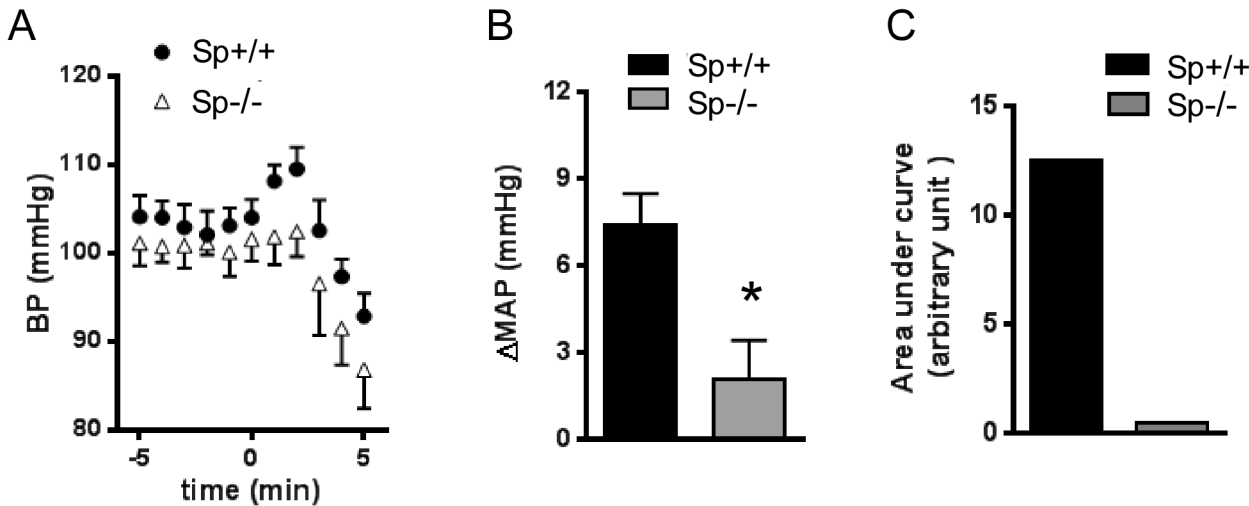 A
Sp+/+
Sp-/-
120
110
100
90
80
BP (mmHg)
-5
0
5
time (min)
B
Sp+/+
Sp-/-
12
9
6
3
0
ΔMAP (mmHg)
*
C
Sp+/+
Sp-/-
15
10
5
0
Area under curve
(arbitrary unit )